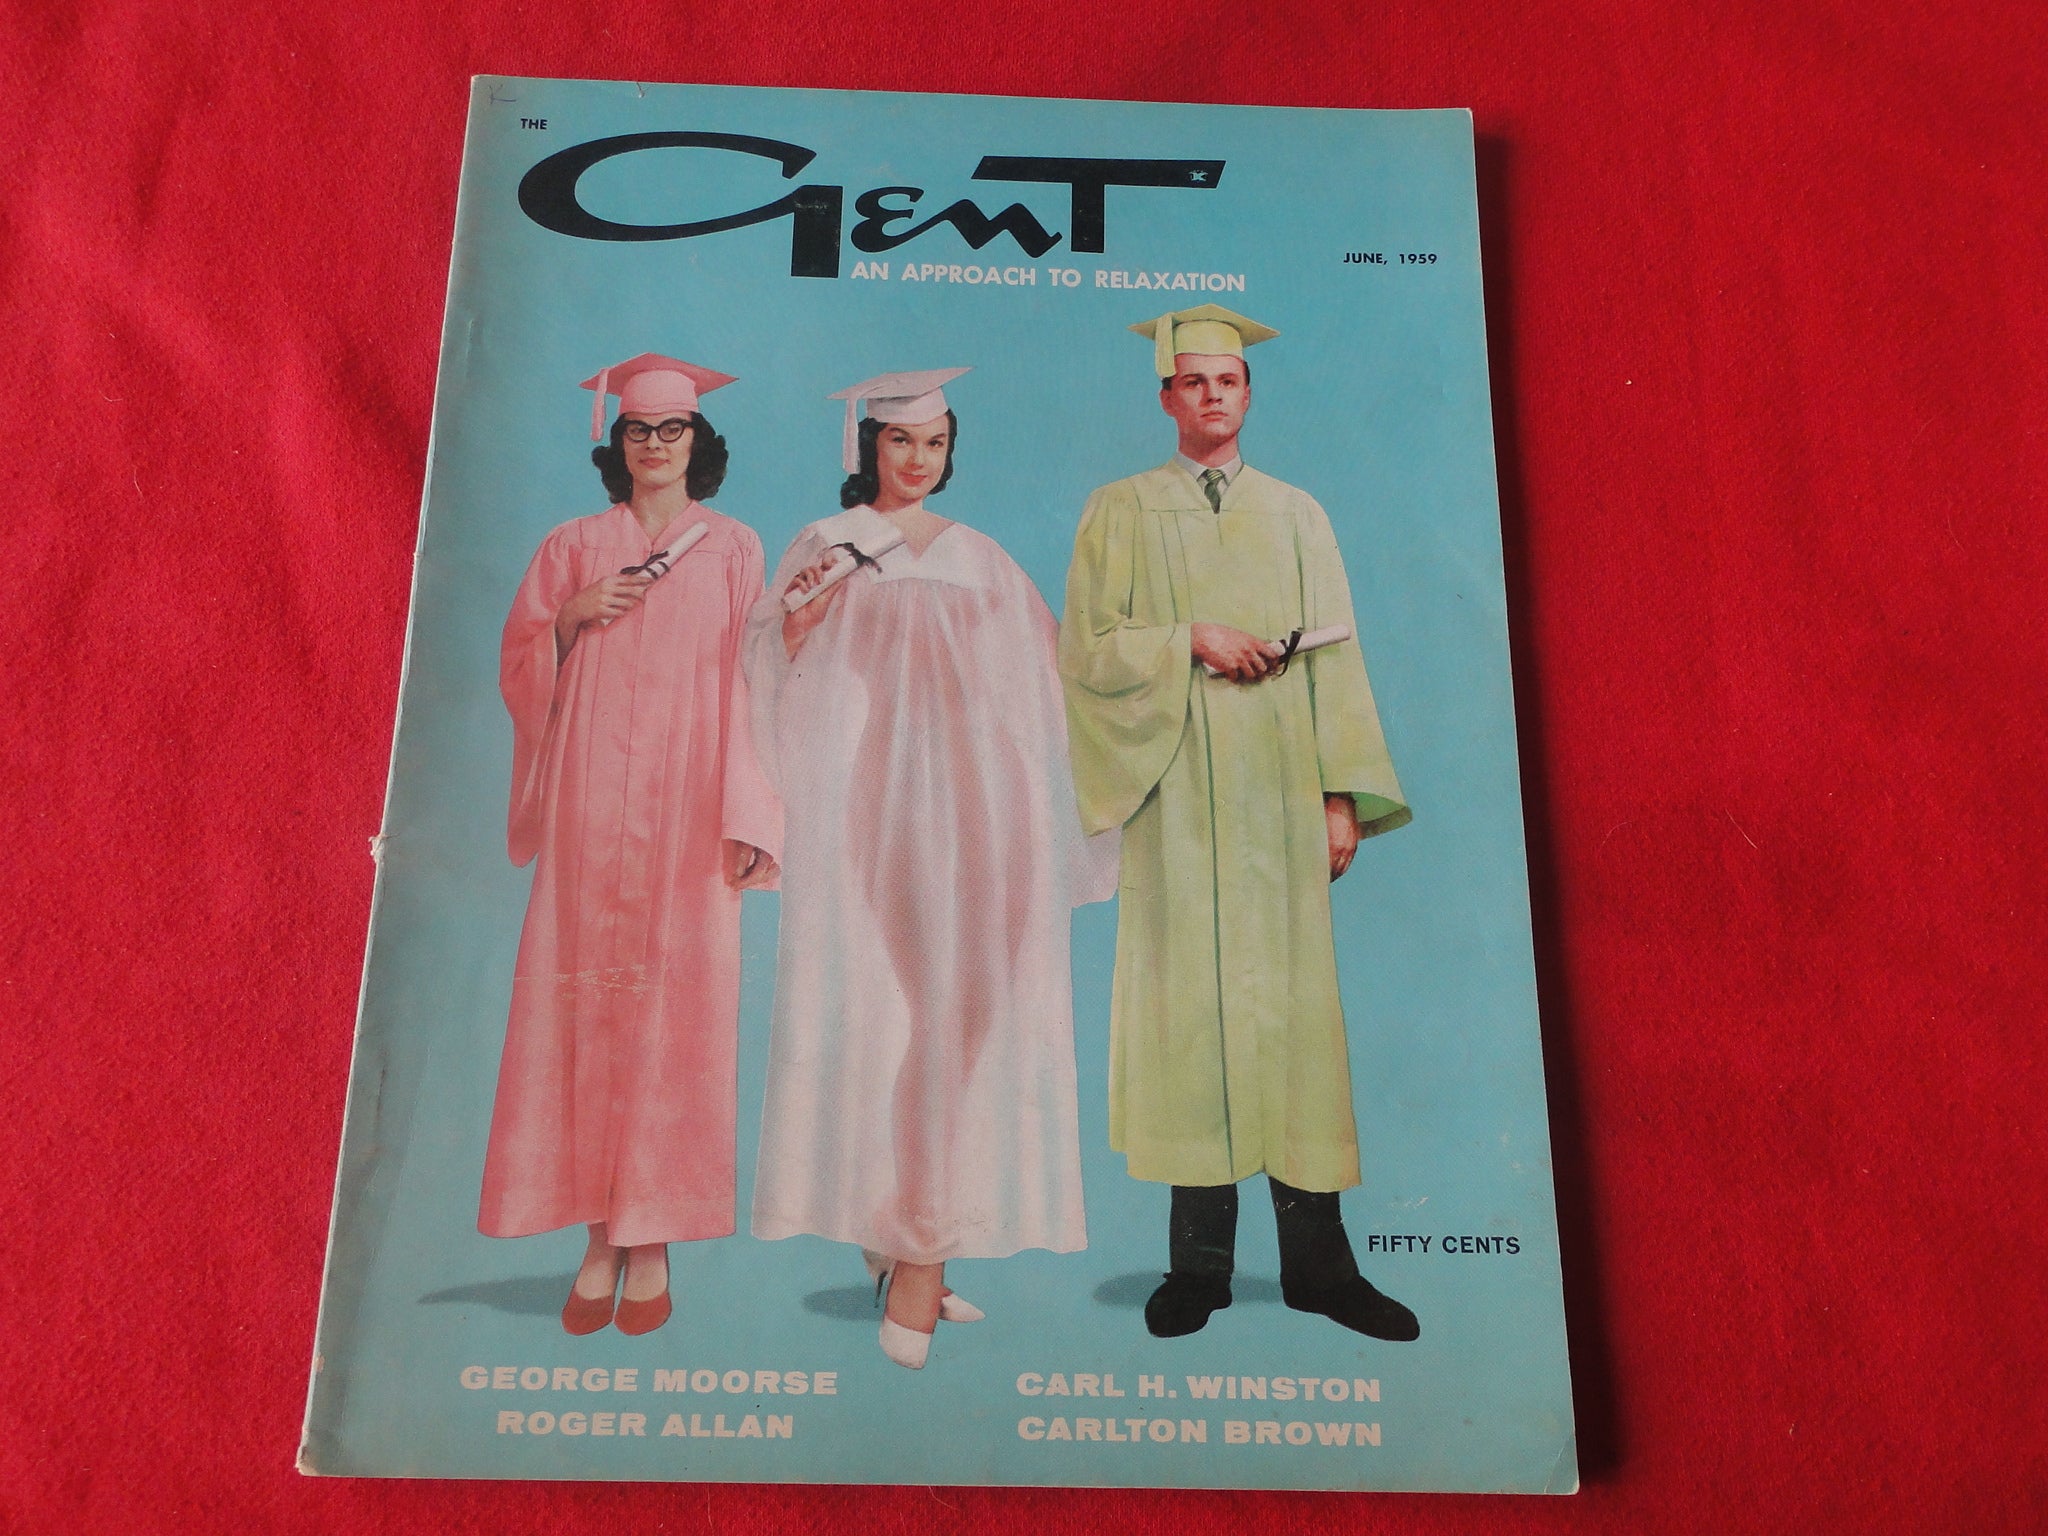 THE
GENT
AN APPROACH TO RELAXATION
JUNE, 1959
FIFTY CENTS
GEORGE MOORSE
ROGER ALLAN
CARL H. WINSTON
CARLTON BROWN